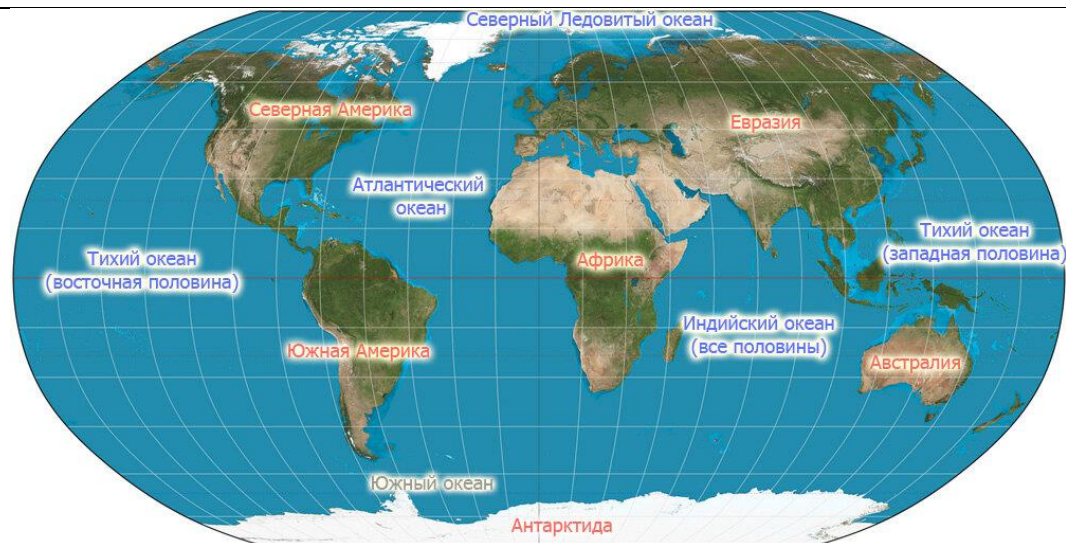 Северный Ледовитый океан
Северная Америка
Евразия
Атлантический
океан
Тихий океан
(восточная половина)
Африка
Тихий океан
(западная половина)
Индийский океан
(все половины)
Южная Америка
Австралия
Южный океан
Антарктида